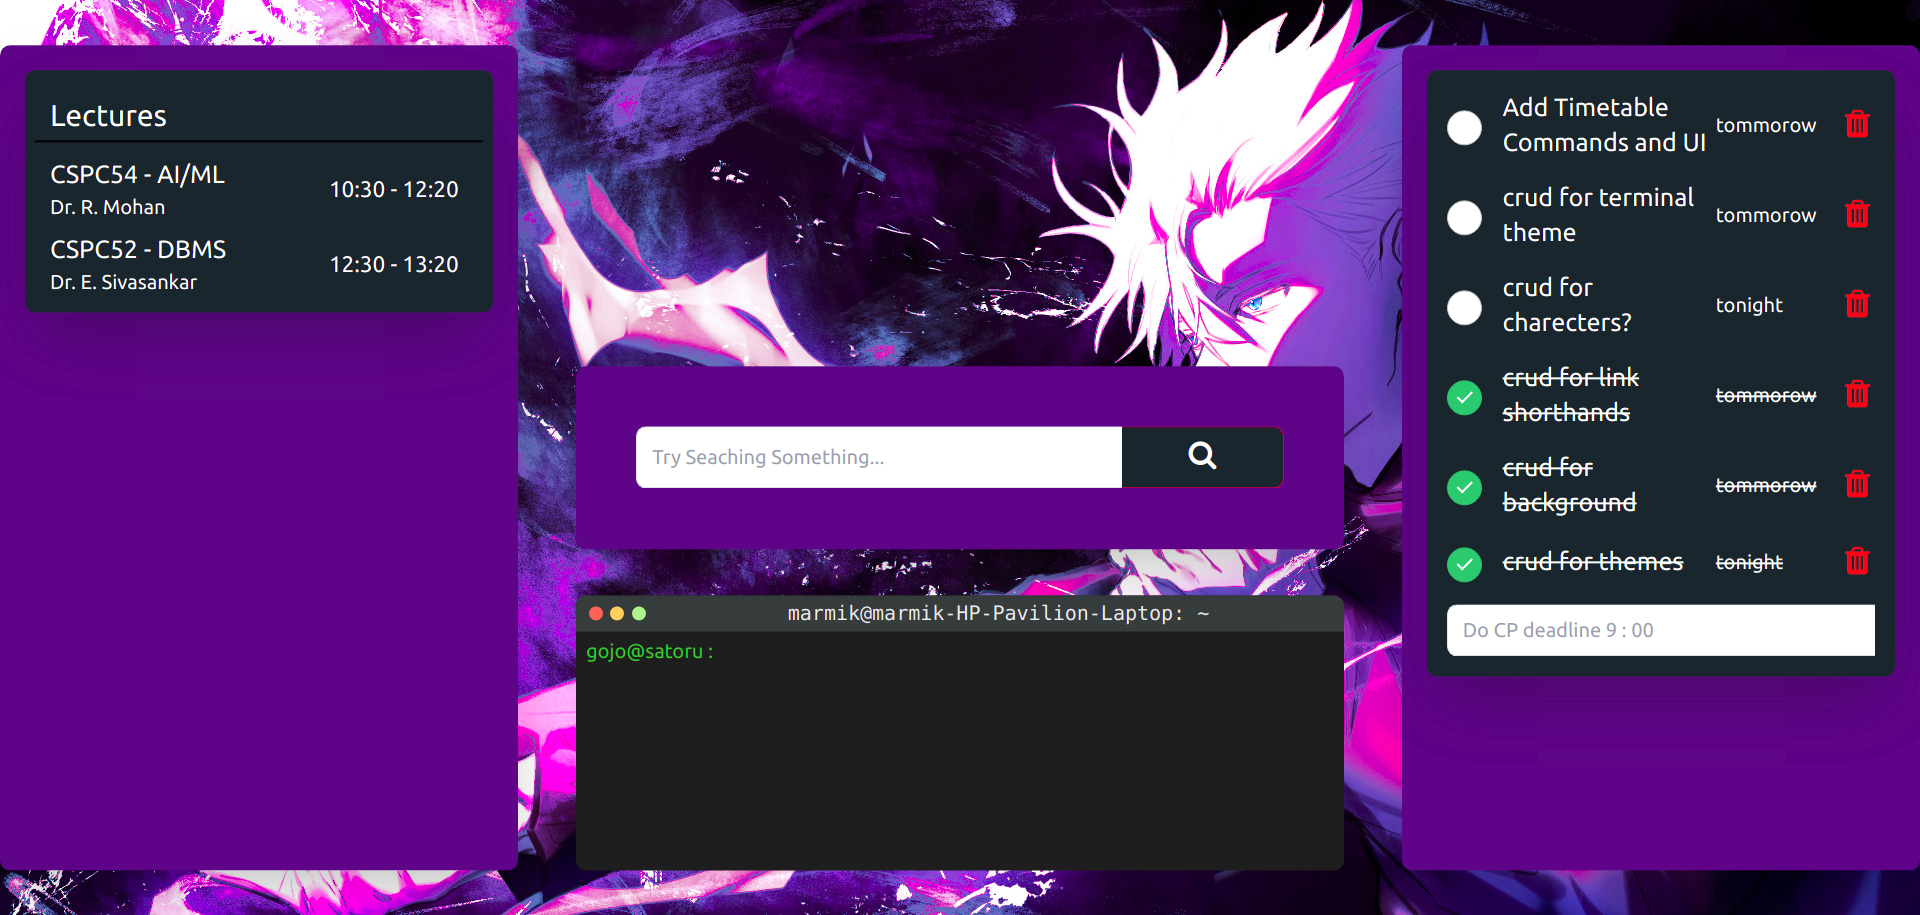 Lectures
CSPC54 - AI/ML
Dr. R. Mohan
10:30 - 12:20
CSPC52 - DBMS
Dr. E. Sivasankar
12:30 - 13:20
Try Seaching Something...
marmik@marmik-HP-Pavilion-Laptop: ~
gojo@satoru :
Add Timetable
Commands and UI
tommorow
crud for terminal
theme
tommorow
crud for
charecters?
tonight
crud for link
shorthands
tommorow
crud for
background
tommorow
crud for themes
tonight
Do CP deadline 9 : 00